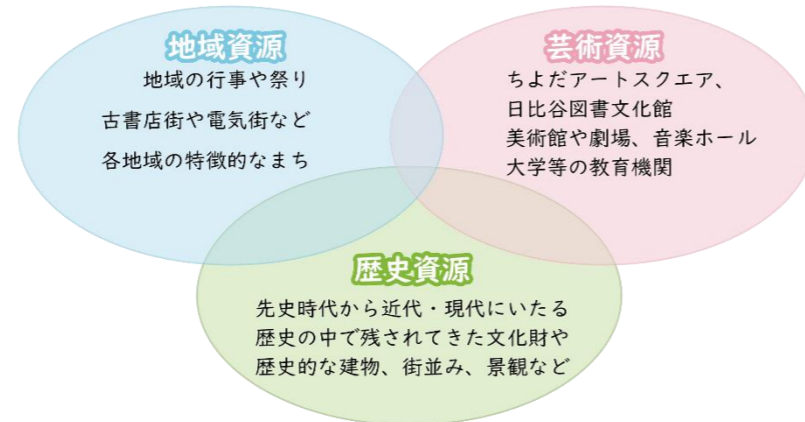 地域資源
地域の行事や祭り
古書店街や電気街など
各地域の特徴的なまち
芸術資源
ちよだアートスクエア、
日比谷図書文化館
美術館や劇場、音楽ホール
大学等の教育機関
歴史資源
先史時代から近代・現代にいたる
歴史の中で残されてきた文化財や
歴史的な建物、街並み、景観など